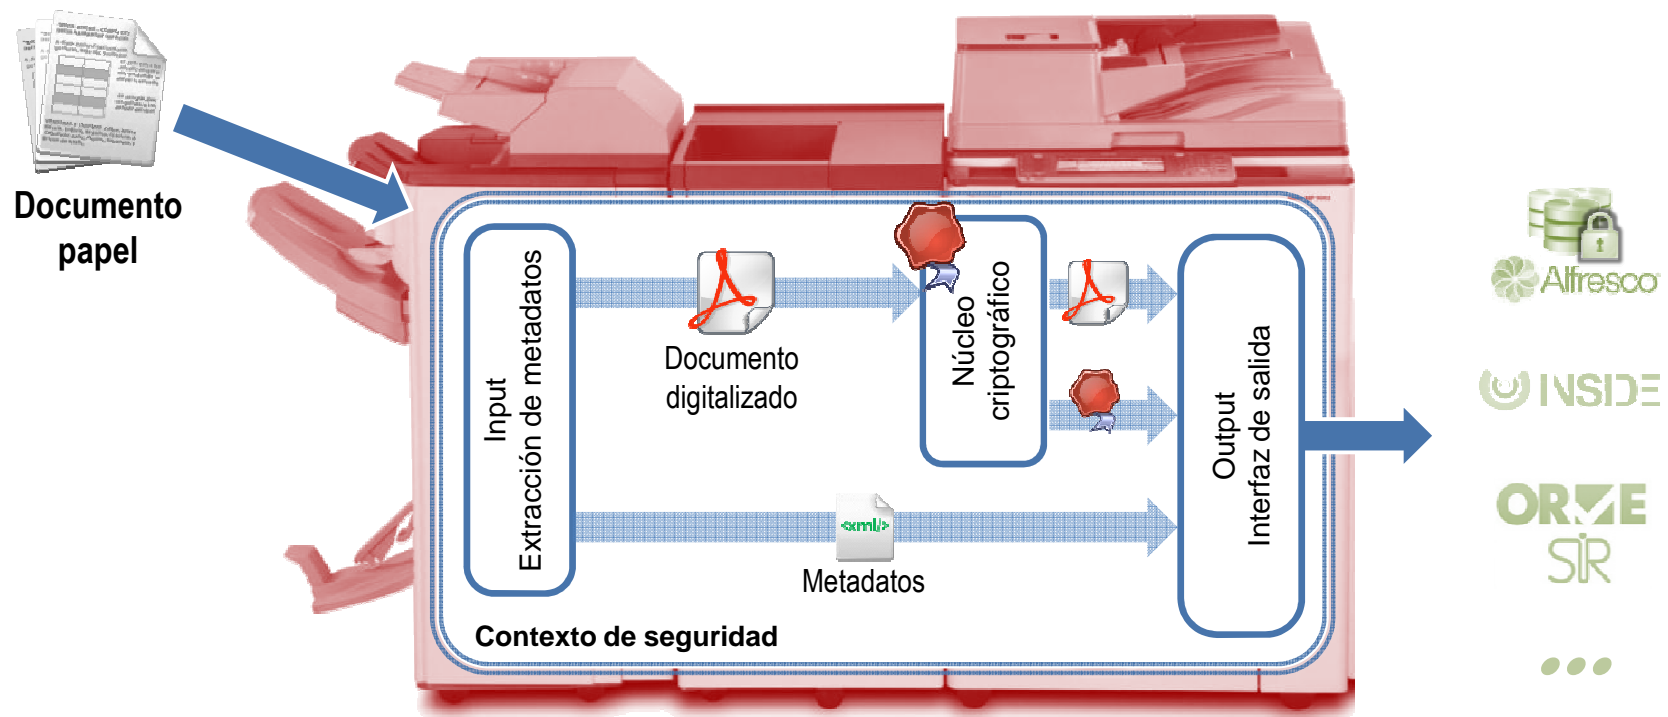 Documento
papel
Input
Extracción de metadatos
Documento
digitalizado
Núcleo
criptográfico
<xml/>
Metadatos
Output
Interfaz de salida
Contexto de seguridad
Alfresco
INSIDE
ORVE
SIR